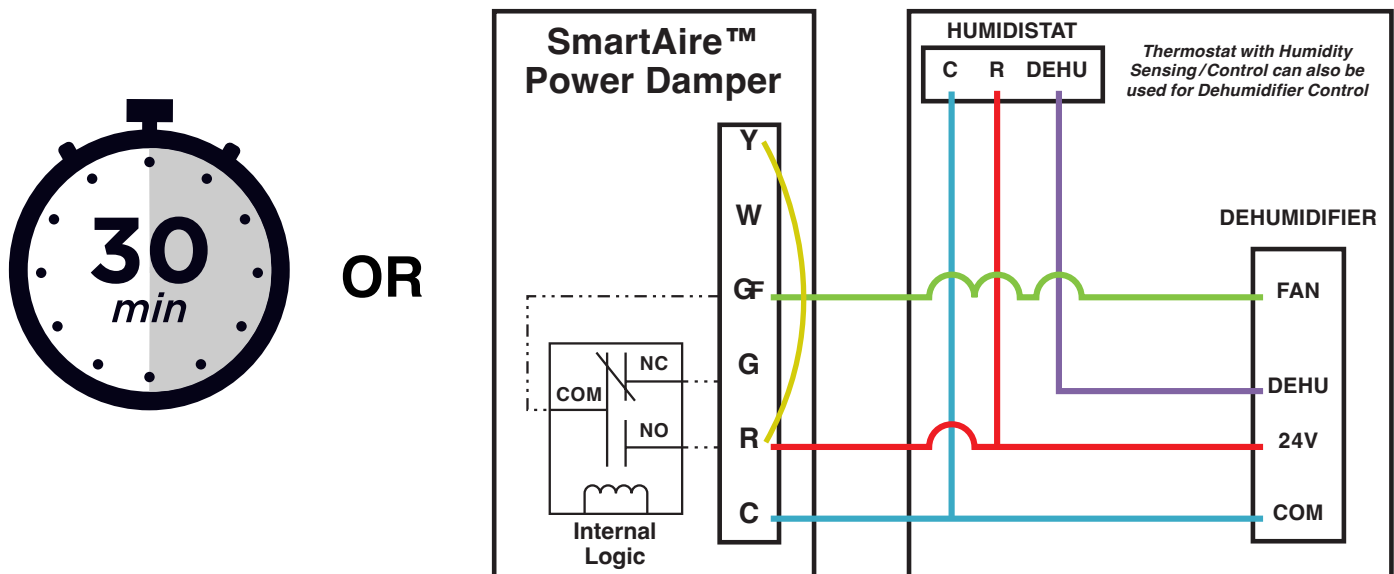 30
min
OR
SmartAire™
Power Damper
Y
W
GF
G
R
C
NC
COM
NO
Internal
Logic
HUMIDISTAT
C R DEHU
Thermostat with Humidity
Sensing/Control can also be
used for Dehumidifier Control
DEHUMIDIFIER
FAN
DEHU
24V
COM